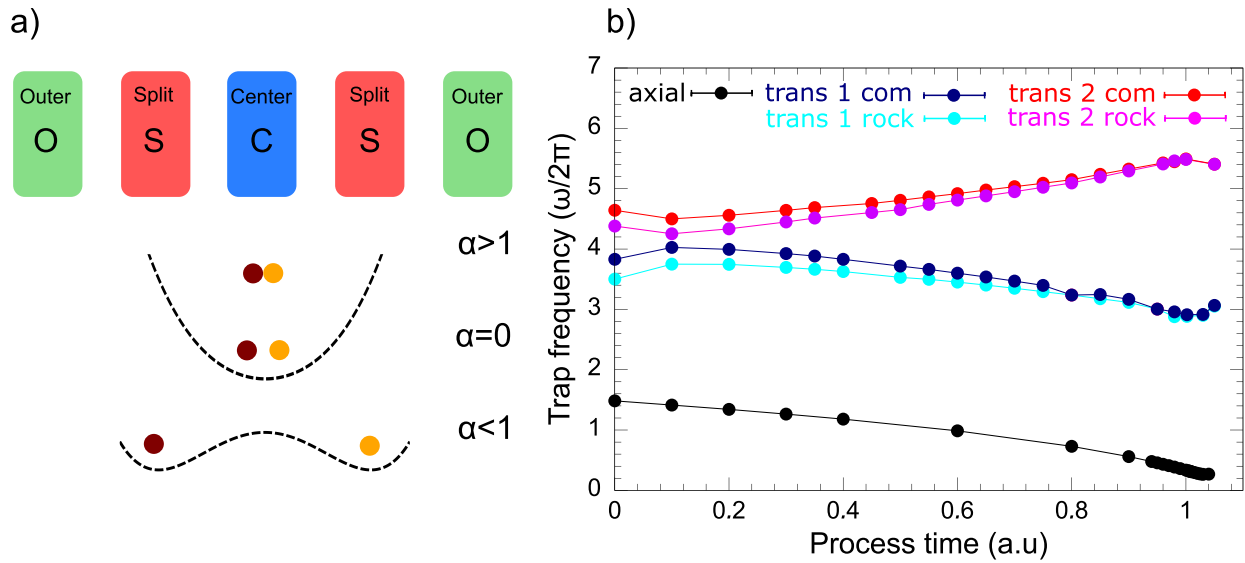 a)
Outer
O
Split
S
Center
C
Split
S
Outer
O
α>1
α=0
α<1
b)
Trap frequency (ω/2π)
7
6
5
4
3
2
1
0
axial
trans 1 com
trans 2 com
trans 1 rock
trans 2 rock
0 0.2 0.4 0.6 0.8 1
Process time (a.u)